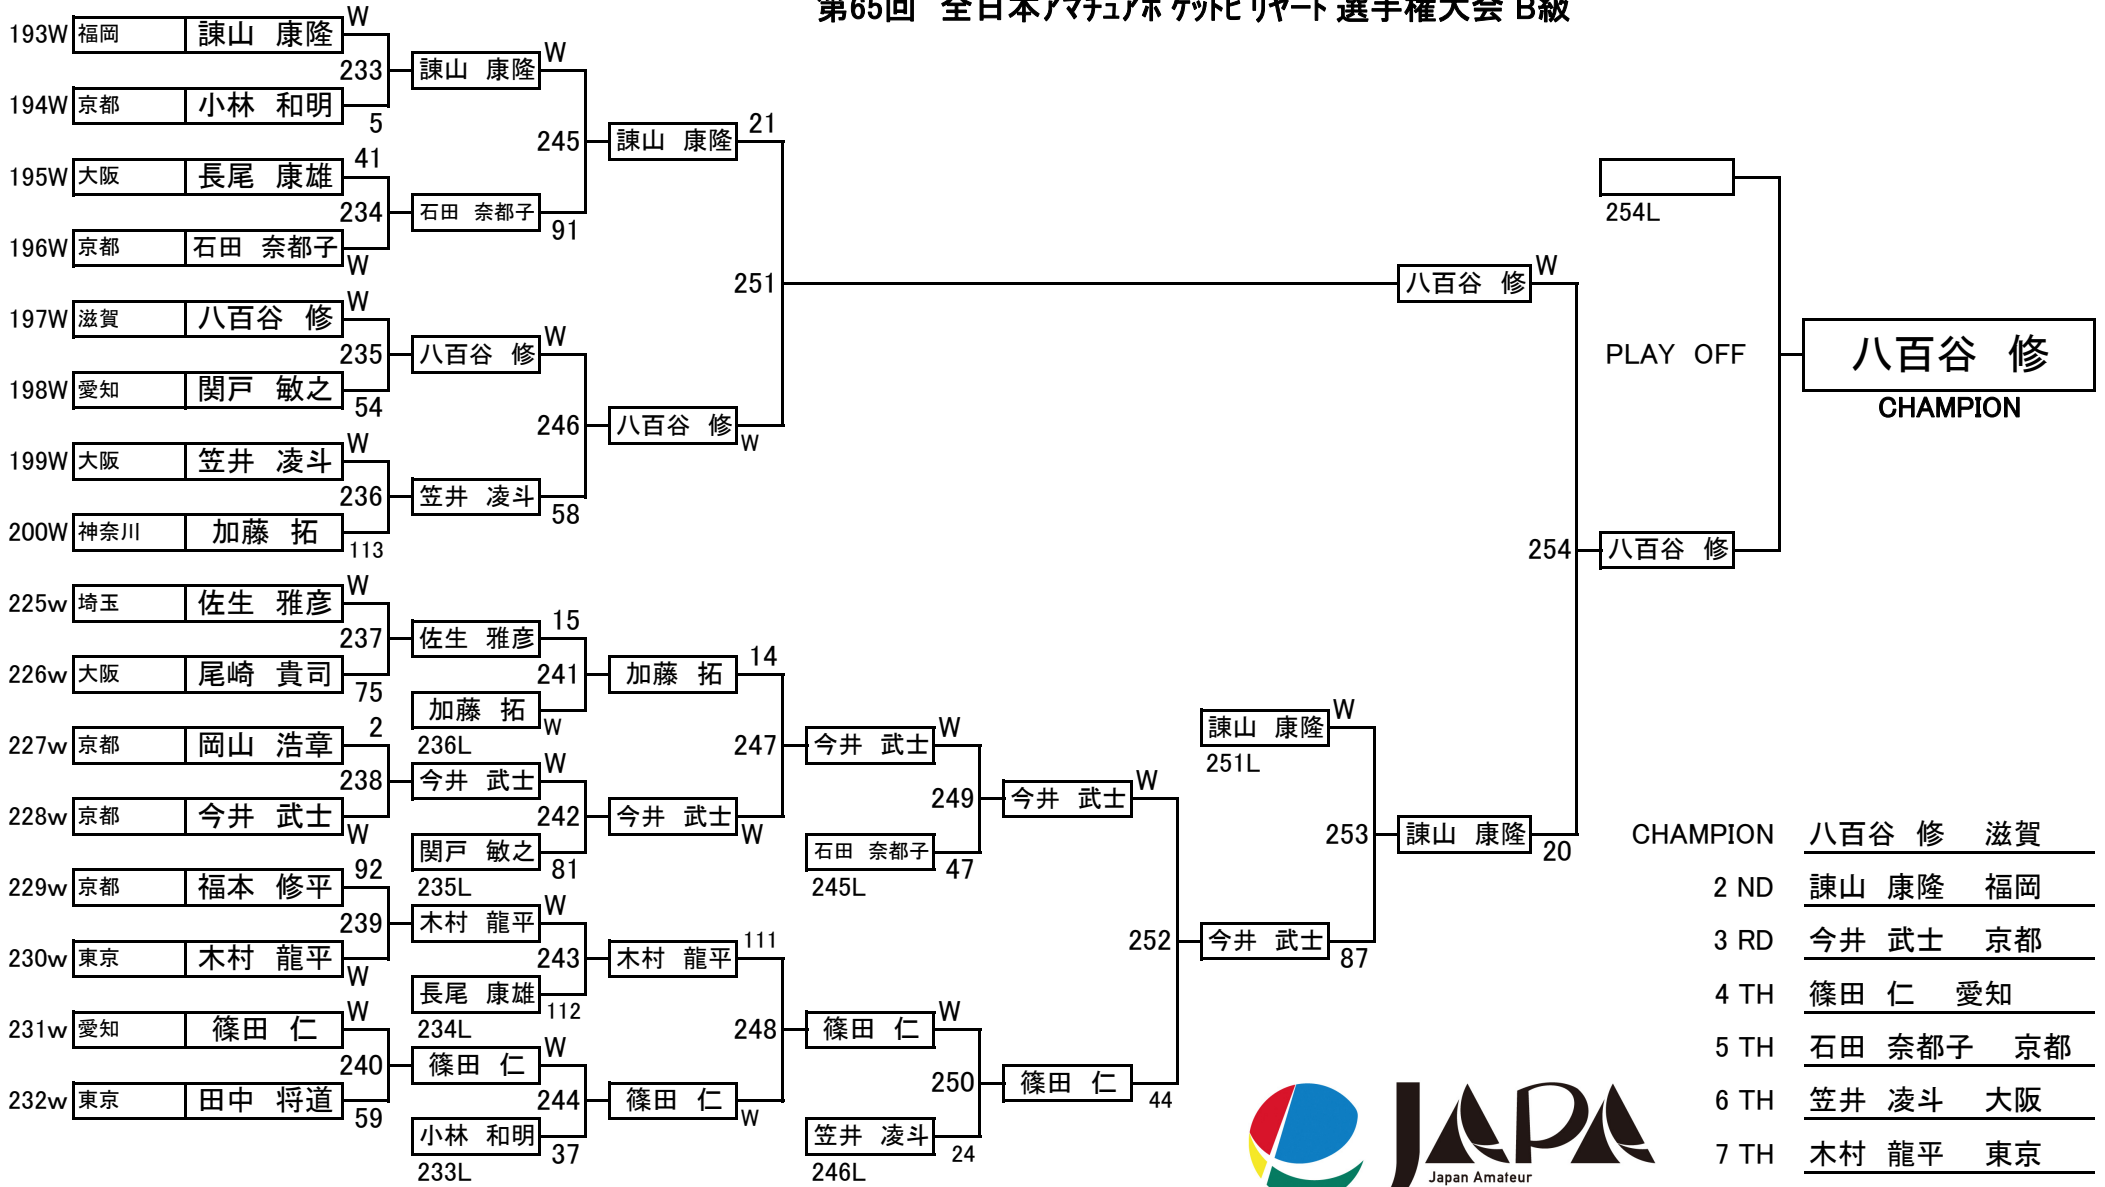 第65回 全日本アマチュアポケットビリヤード選手権大会 B級
193W 福岡 諌山 康隆 W
233 諌山 康隆 W
194W 京都 小林 和明 5
245 諌山 康隆 21
195W 大阪 長尾 康雄 41
234 石田 奈都子 91
196W 京都 石田 奈都子 W
254L
251 八百谷 修 W
197W 滋賀 八百谷 修 W
235 八百谷 修 W
PLAY OFF 八百谷 修
CHAMPION
198W 愛知 関戸 敏之 54
246 八百谷 修 W
199W 大阪 笠井 凌斗 W
236 笠井 凌斗 58
200W 神奈川 加藤 拓 113
254 八百谷 修
225w 埼玉 佐生 雅彦 W
237 佐生 雅彦 15
226w 大阪 尾崎 貴司 75
241 加藤 拓 14
加藤 拓 W
236L
227w 京都 岡山 浩章 2
247 今井 武士 W
諌山 康隆 W
251L
238 今井 武士 W
249 今井 武士 W
228w 京都 今井 武士 W
242 今井 武士 W
253 諌山 康隆 20
関戸 敏之 81
235L
石田 奈都子 47
245L
229w 京都 福本 修平 92
239 木村 龍平 W
252 今井 武士 87
230w 東京 木村 龍平 W
243 木村 龍平 111
長尾 康雄 112
234L
231w 愛知 篠田 仁 W
248 篠田 仁 W
240 篠田 仁 W
250 篠田 仁 44
232w 東京 田中 将道 59
244 篠田 仁 W
小林 和明 37
233L
笠井 凌斗 24
246L
CHAMPION 八百谷 修 滋賀
2 ND 諌山 康隆 福岡
3 RD 今井 武士 京都
4 TH 篠田 仁 愛知
5 TH 石田 奈都子 京都
6 TH 笠井 凌斗 大阪
7 TH 木村 龍平 東京
JAPA
Japan Amateur